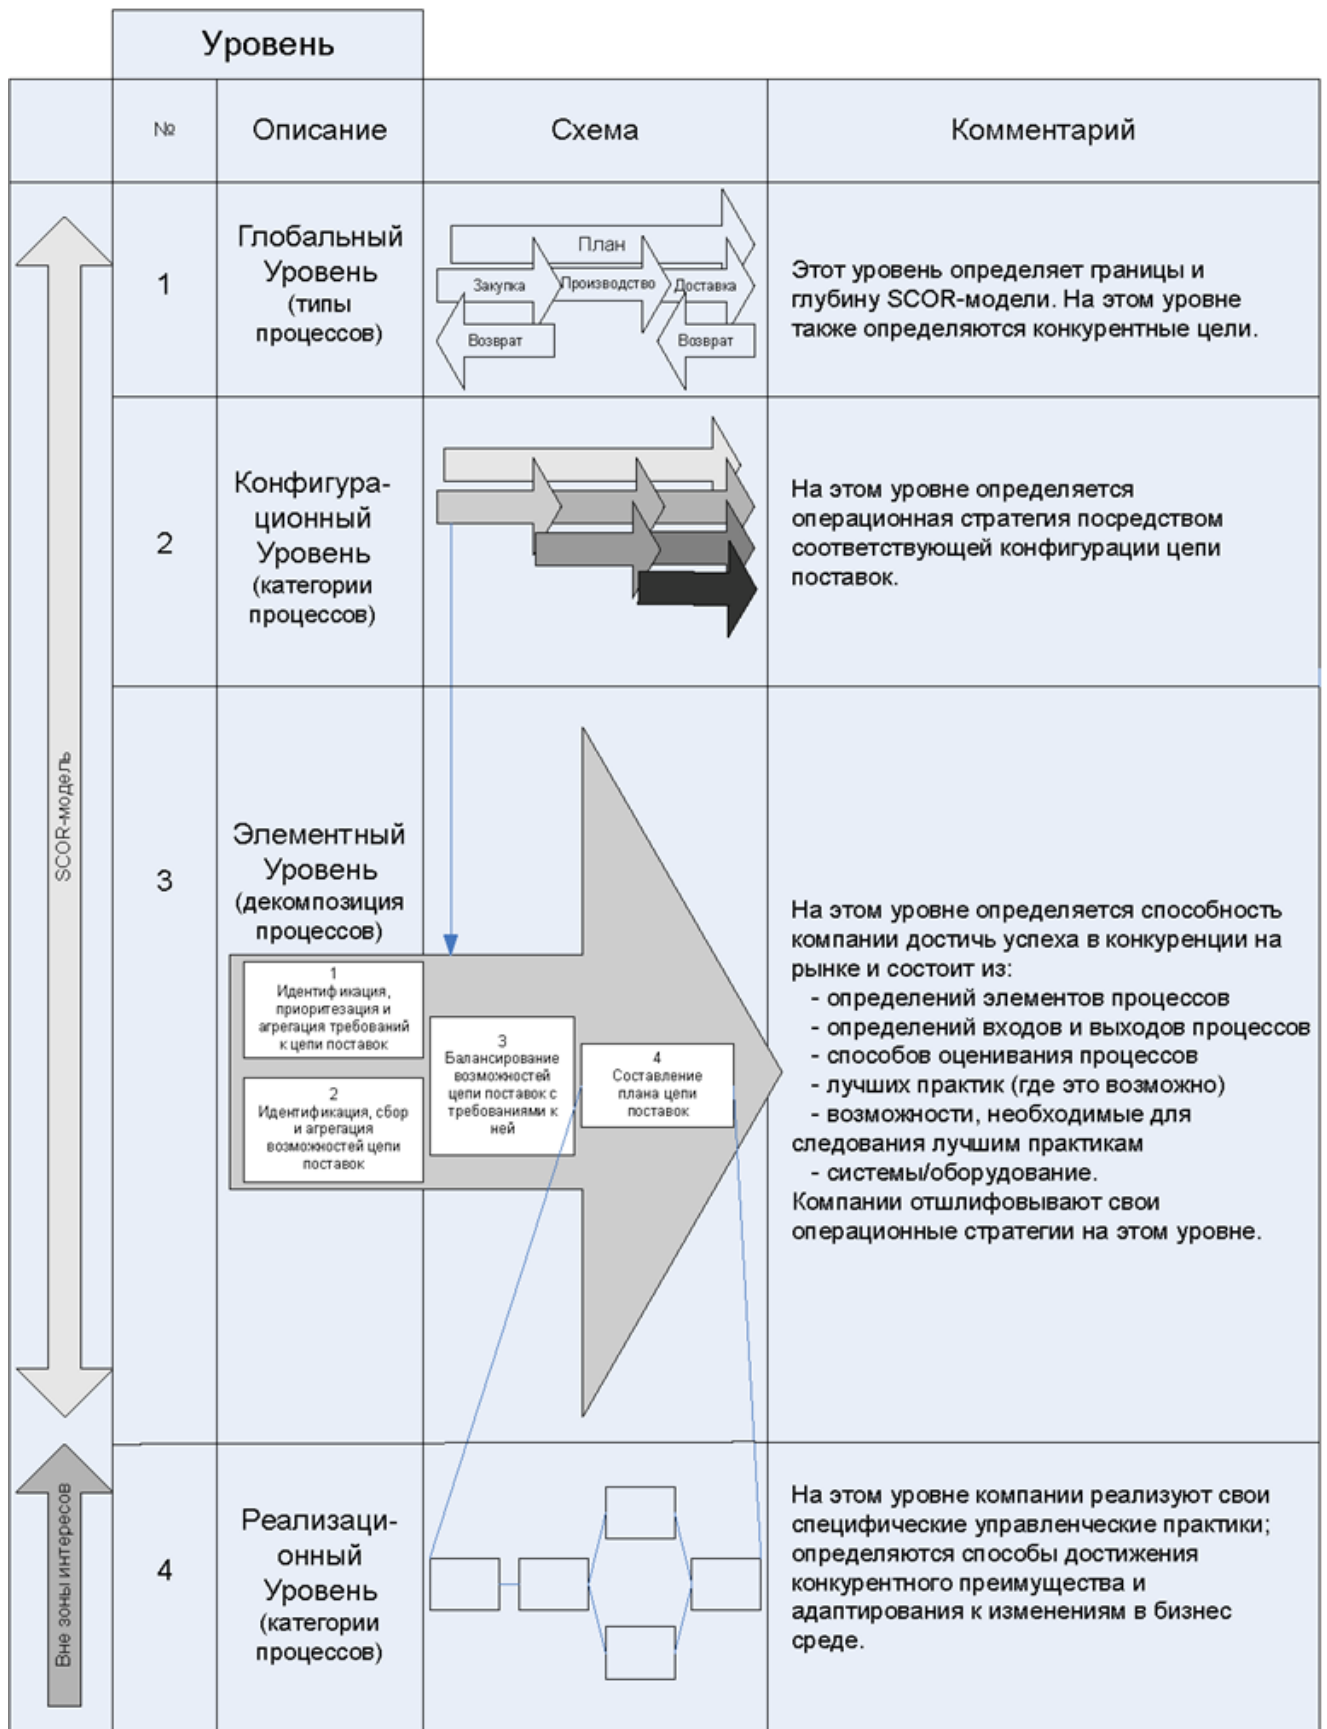 Уровень
№
Описание
Схема
Комментарий
SCOR-модель
1
Глобальный
Уровень
(типы
процессов)
План
Закупка
Производство
Доставка
Возврат
Возврат
Этот уровень определяет границы и
глубину SCOR-модели. На этом уровне
также определяются конкурентные цели.
2
Конфигура-
ционный
Уровень
(категории
процессов)
На этом уровне определяется
операционная стратегия посредством
соответствующей конфигурации цепи
поставок.
3
Элементный
Уровень
(декомпозиция
процессов)
1
Идентификация,
приоритезация и
агрегация требований
к цепи поставок
2
Идентификация, сбор
и агрегация
возможностей цепи
поставок
3
Балансирование
возможностей
цепи поставок с
требованиями к
ней
4
Составление
плана цепи
поставок
На этом уровне определяется способность
компании достичь успеха в конкуренции на
рынке и состоит из:
- определений элементов процессов
- определений входов и выходов процессов
- способов оценивания процессов
- лучших практик (где это возможно)
- возможности, необходимые для
следования лучшим практикам
- системы/оборудование.
Компании отшлифовывают свои
операционные стратегии на этом уровне.
Вне зоны интересов
4
Реализаци-
онный
Уровень
(категории
процессов)
На этом уровне компании реализуют свои
специфические управленческие практики;
определяются способы достижения
конкурентного преимущества и
адаптирования к изменениям в бизнес
среде.